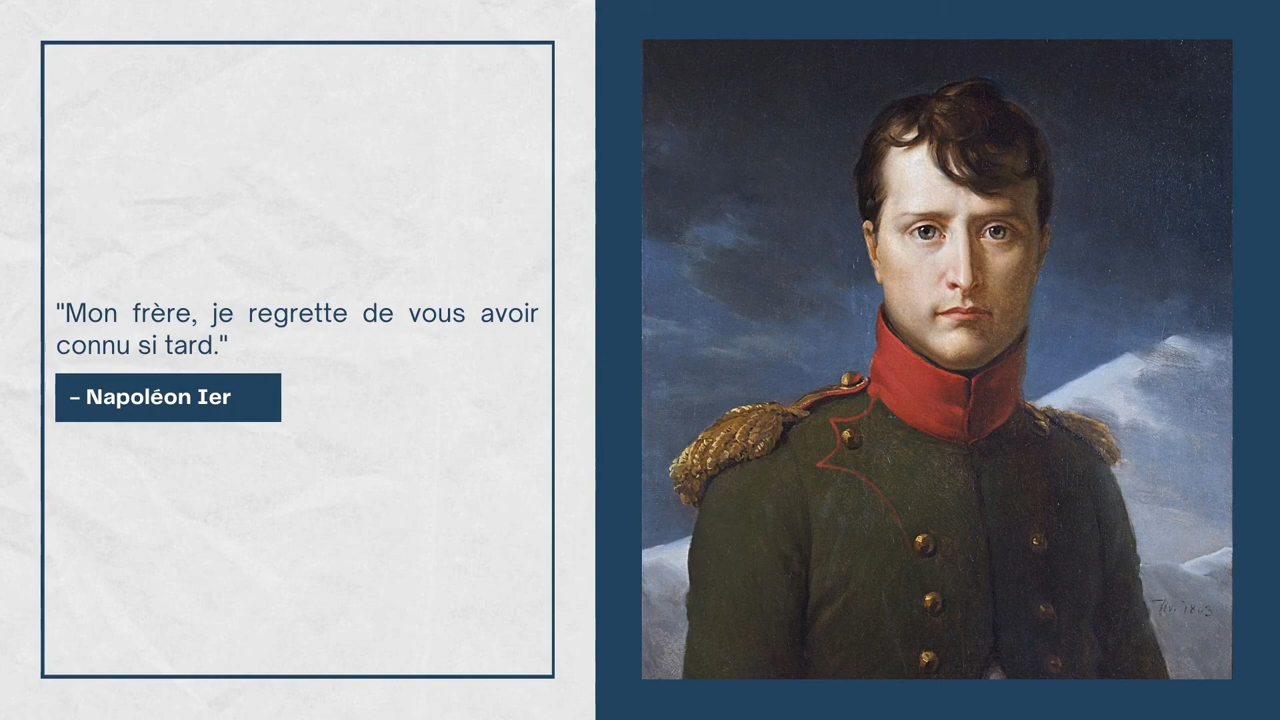 "Mon frère, je regrette de vous avoir
connu si tard."
– Napoléon Ier